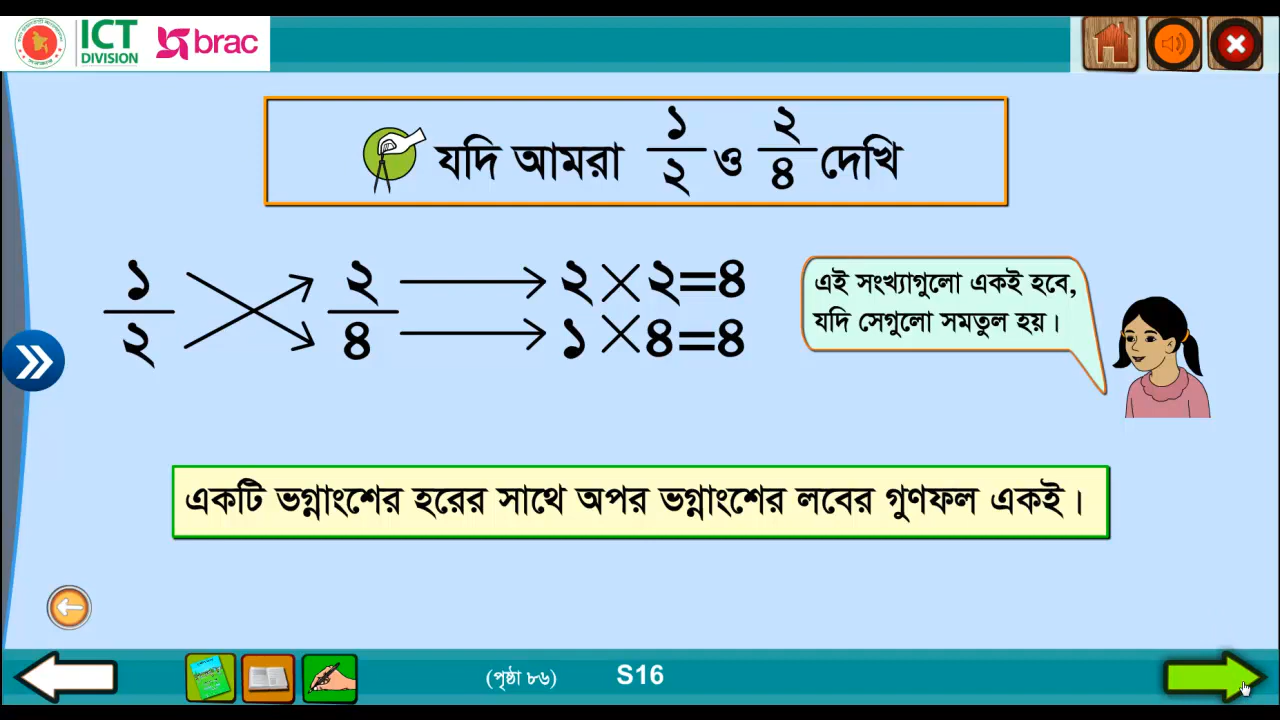 ICT
DIVISION
brac
যদি আমরা ১/২ ও ২/৪ দেখি
১/২ ২/৪ ২×২=৪
১×৪=৪
এই সংখ্যাগুলো একই হবে,
যদি সেগুলো সমতুল হয়।
একটি ভগ্নাংশের হরের সাথে অপর ভগ্নাংশের লবের গুণফল একই।
(পৃষ্ঠা ৮৬) S16